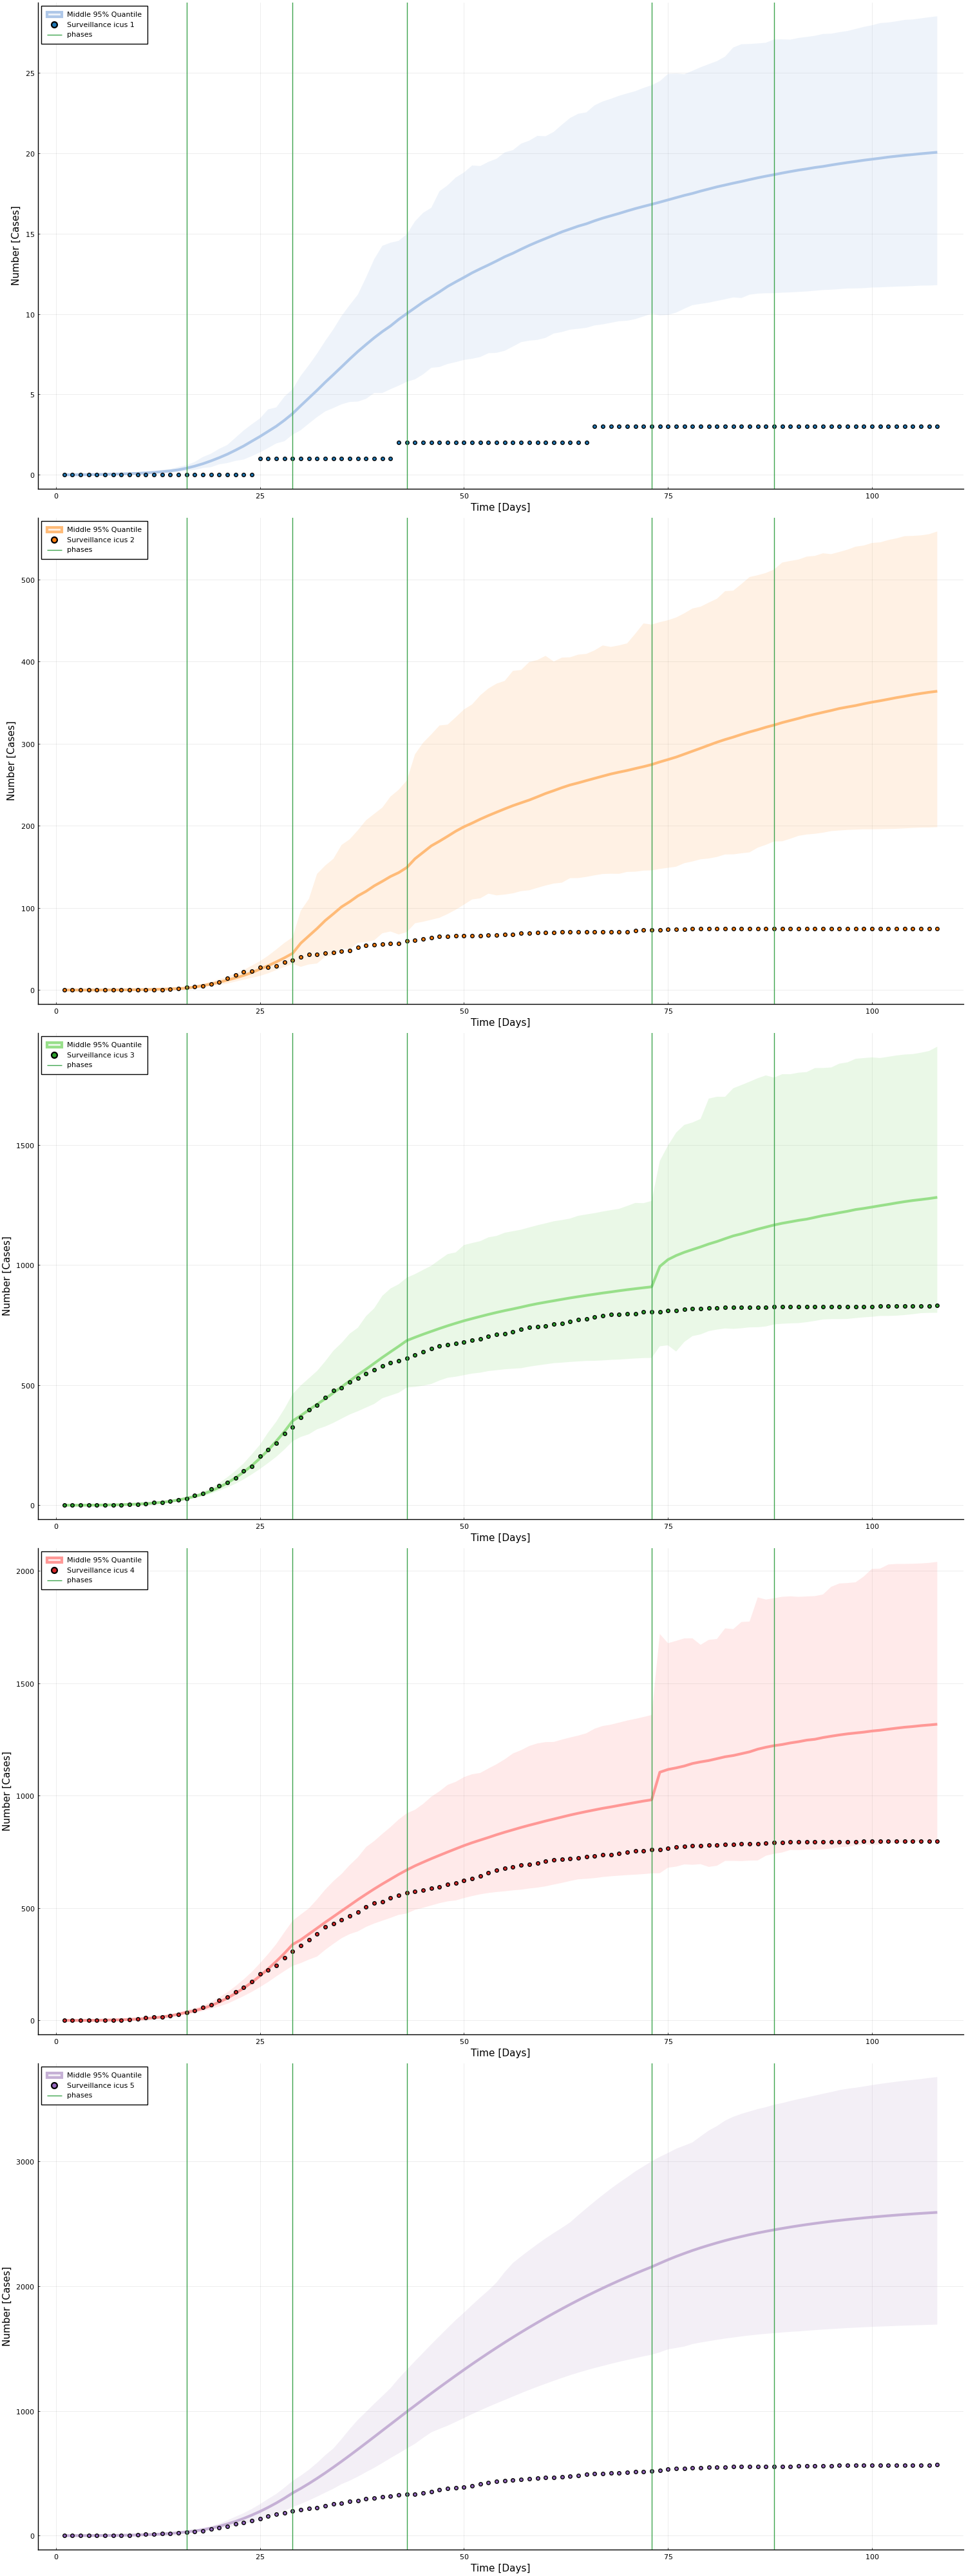 Middle 95% Quantile
Surveillance icus 1
phases
Number [Cases]
25
20
15
10
5
0
0 25 50 75 100
Time [Days]
Middle 95% Quantile
Surveillance icus 2
phases
Number [Cases]
500
400
300
200
100
0
0 25 50 75 100
Time [Days]
Middle 95% Quantile
Surveillance icus 3
phases
Number [Cases]
1500
1000
500
0
0 25 50 75 100
Time [Days]
Middle 95% Quantile
Surveillance icus 4
phases
Number [Cases]
2000
1500
1000
500
0
0 25 50 75 100
Time [Days]
Middle 95% Quantile
Surveillance icus 5
phases
Number [Cases]
3000
2000
1000
0
0 25 50 75 100
Time [Days]